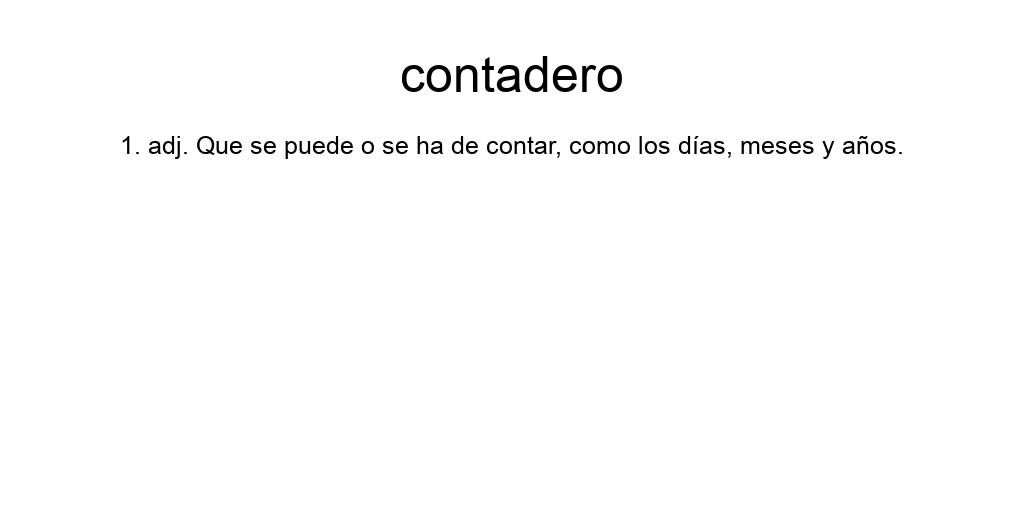 contadero
1. adj. Que se puede o se ha de contar, como los días, meses y años.